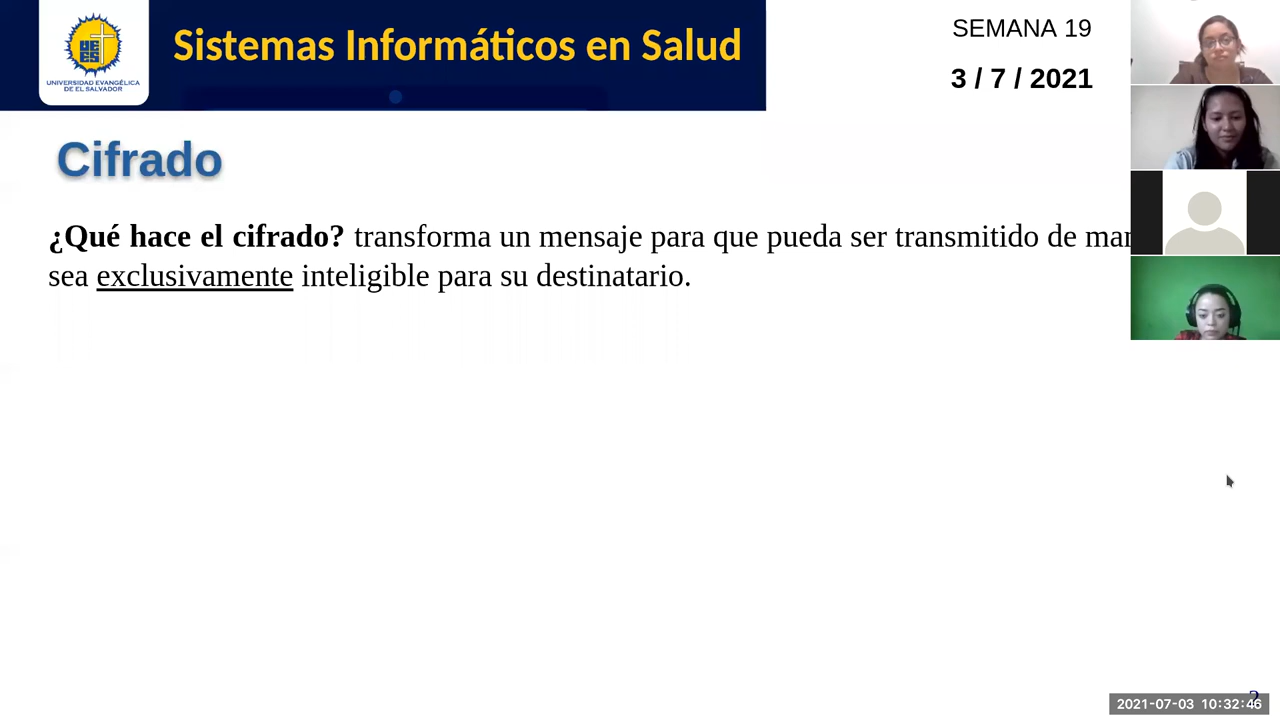 UNIVERSIDAD EVANGÉLICA
DE EL SALVADOR
Sistemas Informáticos en Salud
SEMANA 19
3 / 7 / 2021
Cifrado
¿Qué hace el cifrado? transforma un mensaje para que pueda ser transmitido de
sea exclusivamente inteligible para su destinatario.
2021-07-03 10:32:46